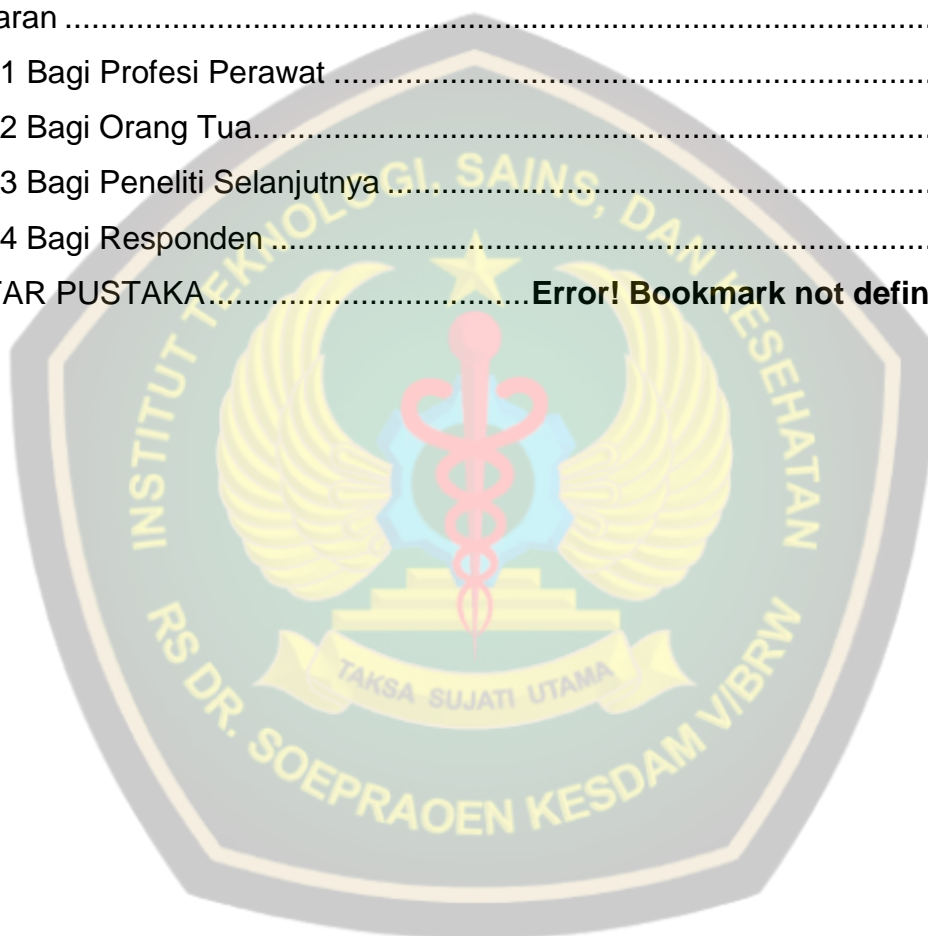 aran ........................................................................................................
1 Bagi Profesi Perawat ....................................................................
2 Bagi Orang Tua.............................................................................
3 Bagi Peneliti Selanjutnya ..............................................................
4 Bagi Responden ...........................................................................
TAR PUSTAKA....................................Error! Bookmark not defin
INSTITUT TEKNOLOGI, SAINS, DAN KESEHATAN
TAKSA SUJATI UTAMA
RS DR. SOEPRAOEN KESDAM V/BRW